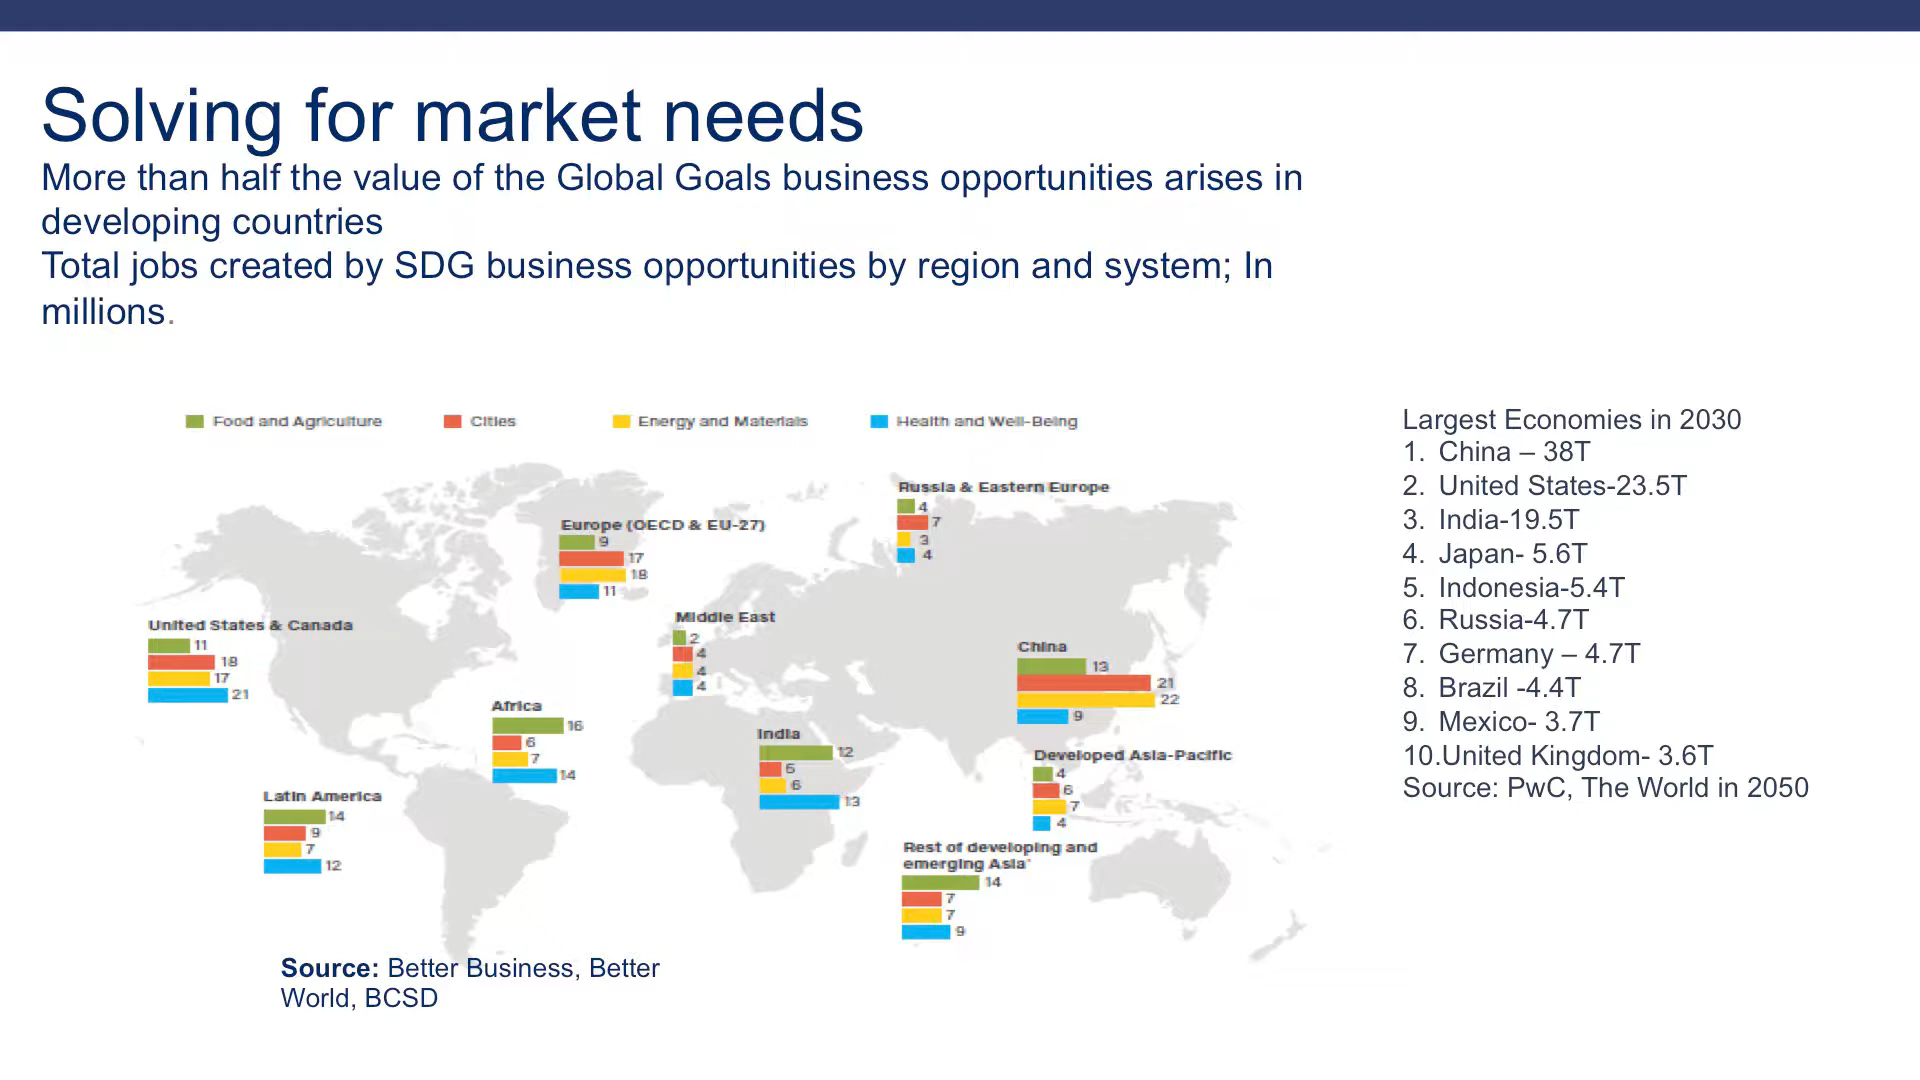 Solving for market needs
More than half the value of the Global Goals business opportunities arises in
developing countries
Total jobs created by SDG business opportunities by region and system; In
millions.
Food and Agriculture
Cities
Energy and Materials
Health and Well-Being
Russia & Eastern Europe
4
7
3
4
Europe (OECD & EU-27)
9
17
18
11
United States & Canada
11
18
17
21
Middle East
2
4
4
4
China
13
21
22
9
Africa
16
6
7
14
India
12
5
6
13
Developed Asia-Pacific
4
6
7
4
Latin America
14
9
7
12
Rest of developing and
emerging Asia*
14
7
7
9
Source: Better Business, Better
World, BCSD
Largest Economies in 2030
1. China – 38T
2. United States-23.5T
3. India-19.5T
4. Japan- 5.6T
5. Indonesia-5.4T
6. Russia-4.7T
7. Germany – 4.7T
8. Brazil -4.4T
9. Mexico- 3.7T
10.United Kingdom- 3.6T
Source: PwC, The World in 2050